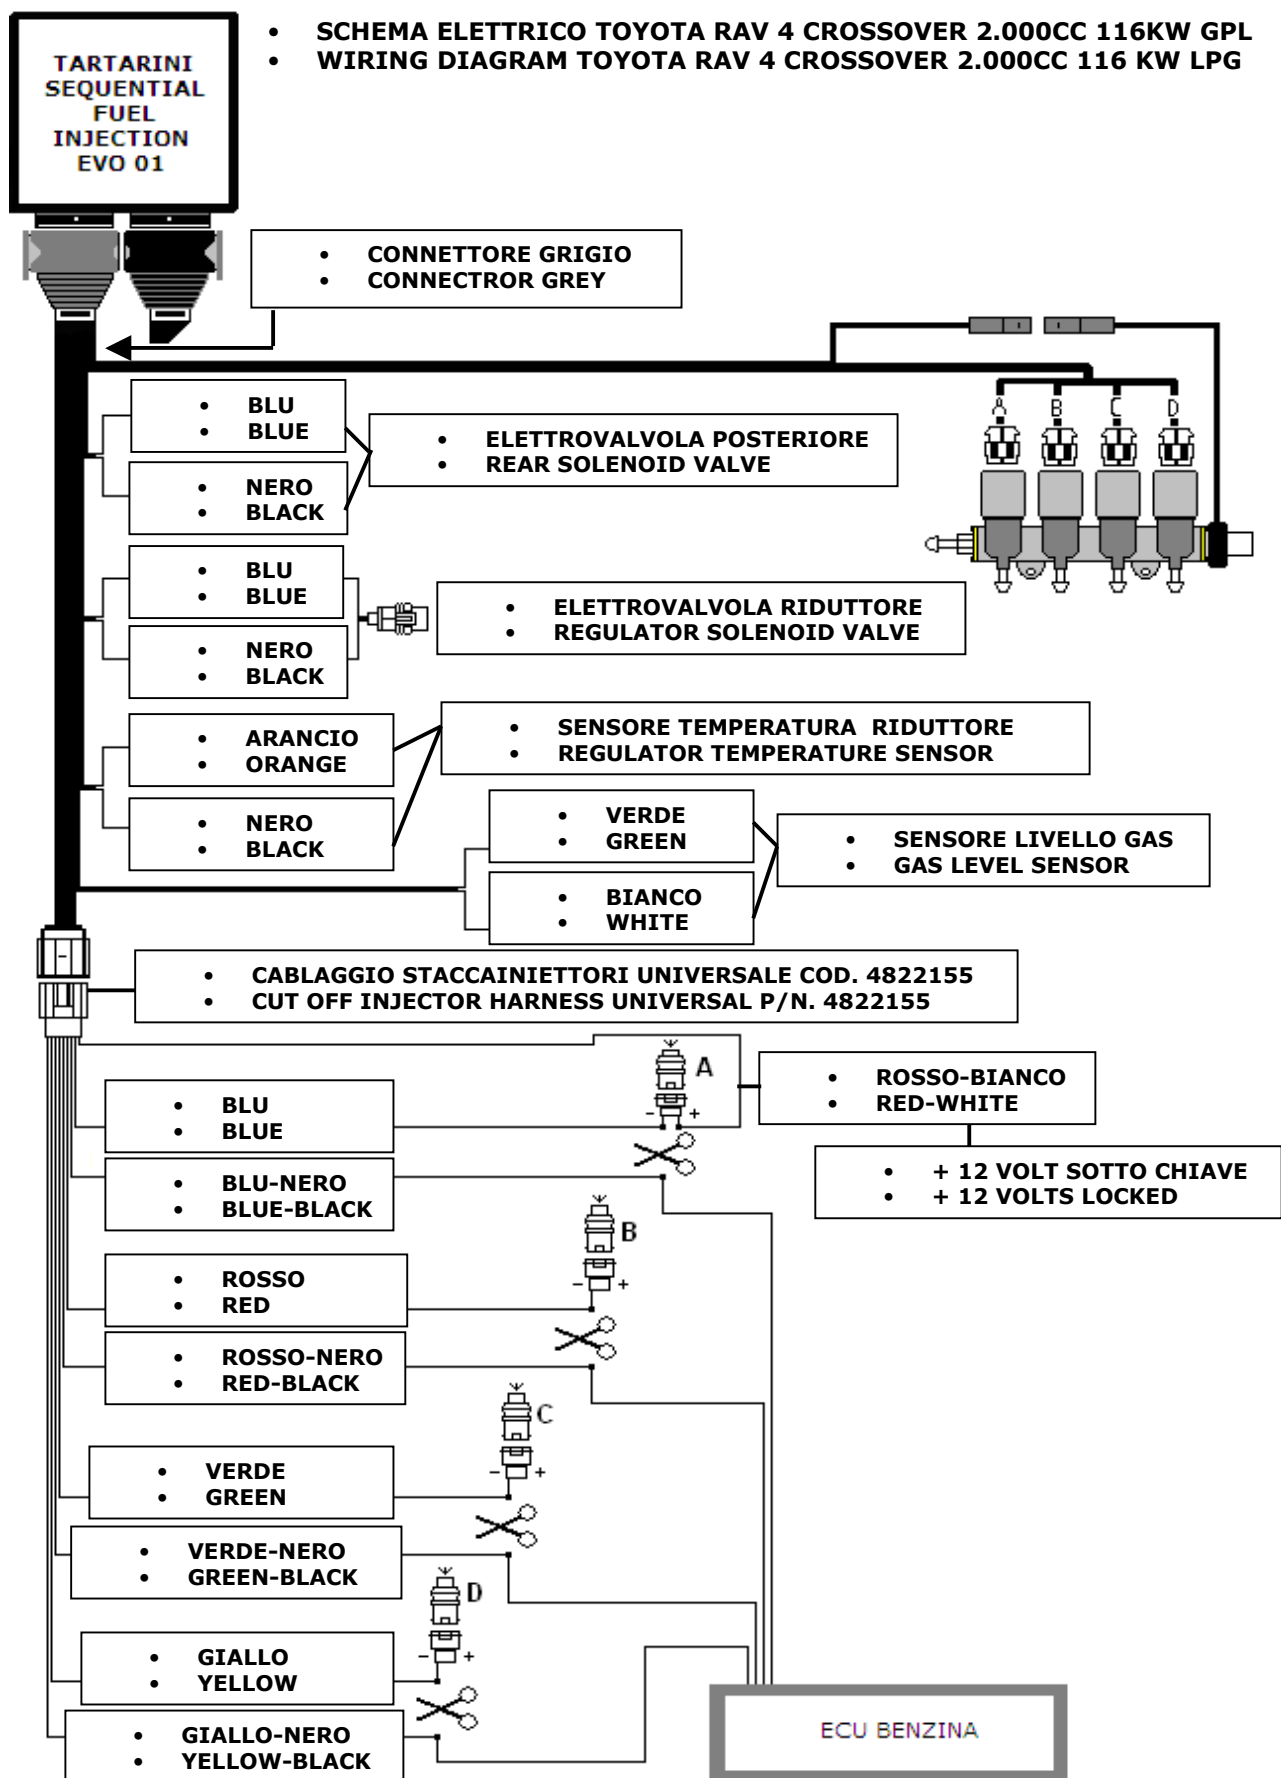 • SCHEMA ELETTRICO TOYOTA RAV 4 CROSSOVER 2.000CC 116KW GPL
• WIRING DIAGRAM TOYOTA RAV 4 CROSSOVER 2.000CC 116 KW LPG
TARTARINI
SEQUENTIAL
FUEL
INJECTION
EVO 01
• CONNETTORE GRIGIO
• CONNECTROR GREY
A B C D
• BLU
• BLUE
• NERO
• BLACK
• ELETTROVALVOLA POSTERIORE
• REAR SOLENOID VALVE
• BLU
• BLUE
• NERO
• BLACK
• ELETTROVALVOLA RIDUTTORE
• REGULATOR SOLENOID VALVE
• ARANCIO
• ORANGE
• NERO
• BLACK
• SENSORE TEMPERATURA RIDUTTORE
• REGULATOR TEMPERATURE SENSOR
• VERDE
• GREEN
• BIANCO
• WHITE
• SENSORE LIVELLO GAS
• GAS LEVEL SENSOR
• CABLAGGIO STACCAINIETTORI UNIVERSALE COD. 4822155
• CUT OFF INJECTOR HARNESS UNIVERSAL P/N. 4822155
A
- +
• ROSSO-BIANCO
• RED-WHITE
• + 12 VOLT SOTTO CHIAVE
• + 12 VOLTS LOCKED
• BLU
• BLUE
• BLU-NERO
• BLUE-BLACK
B
- +
• ROSSO
• RED
• ROSSO-NERO
• RED-BLACK
C
- +
• VERDE
• GREEN
• VERDE-NERO
• GREEN-BLACK
D
- +
• GIALLO
• YELLOW
• GIALLO-NERO
• YELLOW-BLACK
ECU BENZINA